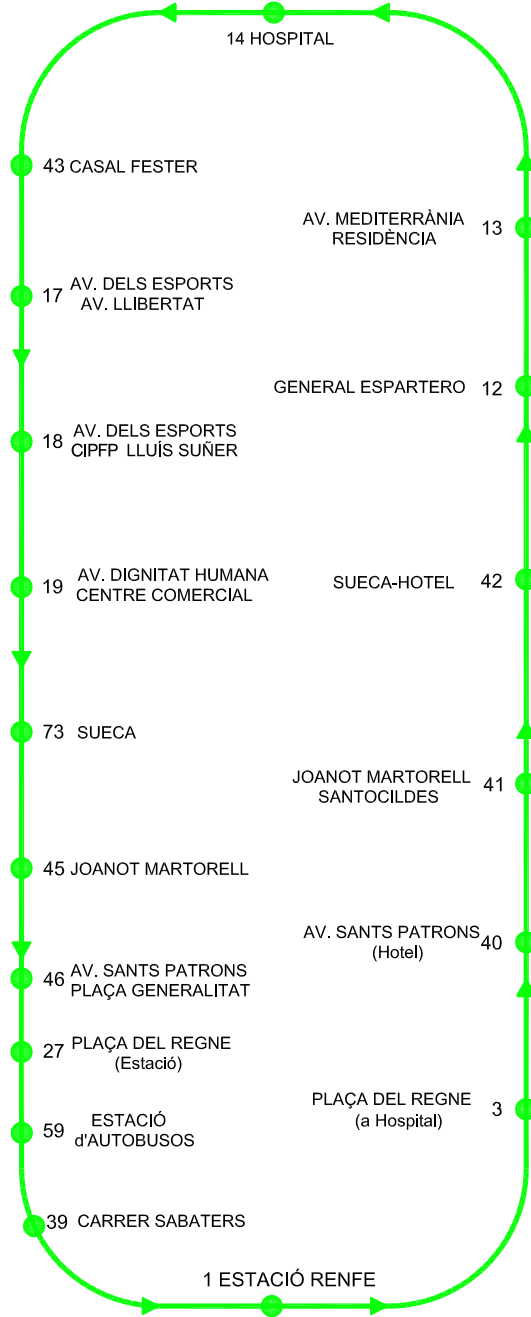 14 HOSPITAL
43 CASAL FESTER
AV. MEDITERRÀNIA
RESIDÈNCIA
13
17 AV. DELS ESPORTS
AV. LLIBERTAT
GENERAL ESPARTERO 12
18 AV. DELS ESPORTS
CIPFP LLUÍS SUÑER
19 AV. DIGNITAT HUMANA
CENTRE COMERCIAL
SUECA-HOTEL 42
73 SUECA
JOANOT MARTORELL
SANTOCILDES
41
45 JOANOT MARTORELL
AV. SANTS PATRONS
(Hotel)
40
46 AV. SANTS PATRONS
PLAÇA GENERALITAT
27 PLAÇA DEL REGNE
(Estació)
PLAÇA DEL REGNE
(a Hospital)
3
59 ESTACIÓ
d'AUTOBUSOS
39 CARRER SABATERS
1 ESTACIÓ RENFE